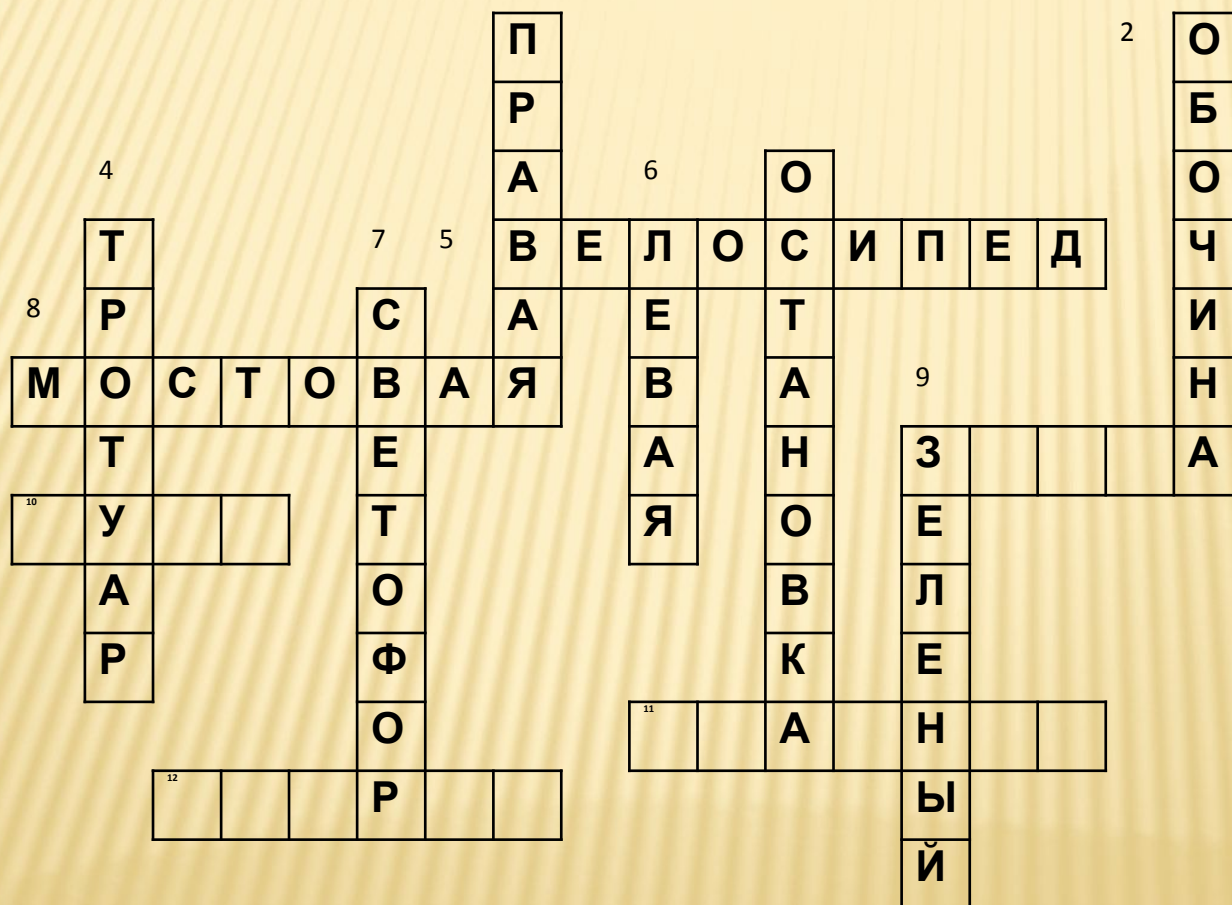 П 2 О
Р Б
4 А 6 О О
Т 7 5 В Е Л О С И П Е Д Ч
8 Р С А Е Т И
М О С Т О В А Я В А 9 Н
Т Е А Н З А
10 У Т Я О Е
А О В Л
Р Ф К Е
О 11 А Н
12 Р Ы
Й